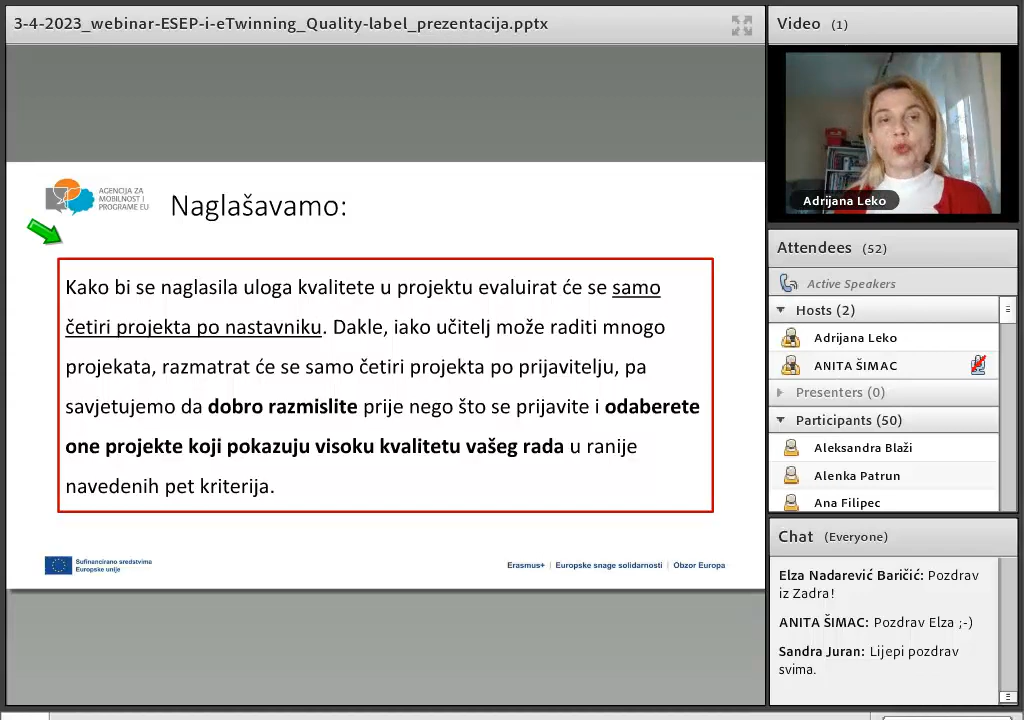 3-4-2023_webinar-ESEP-i-eTwinning_Quality-label_prezentacija.pptx
AGENCIJA ZA
MOBILNOST I
PROGRAME EU
Naglašavamo:
Kako bi se naglasila uloga kvalitete u projektu evaluirat će se samo
četiri projekta po nastavniku. Dakle, iako učitelj može raditi mnogo
projekata, razmatrat će se samo četiri projekta po prijavitelju, pa
savjetujemo da dobro razmislite prije nego što se prijavite i odaberete
one projekte koji pokazuju visoku kvalitetu vašeg rada u ranije
navedenih pet kriterija.
Sufinancirano sredstvima
Europske unije
Erasmus+ | Europske snage solidarnosti | Obzor Europa
Video (1)
Adrijana Leko
Attendees (52)
Active Speakers
Hosts (2)
Adrijana Leko
ANITA ŠIMAC
Presenters (0)
Participants (50)
Aleksandra Blaži
Alenka Patrun
Ana Filipec
Chat (Everyone)
Elza Nadarević Baričić: Pozdrav
iz Zadra!
ANITA ŠIMAC: Pozdrav Elza ;-)
Sandra Juran: Lijepi pozdrav
svima.